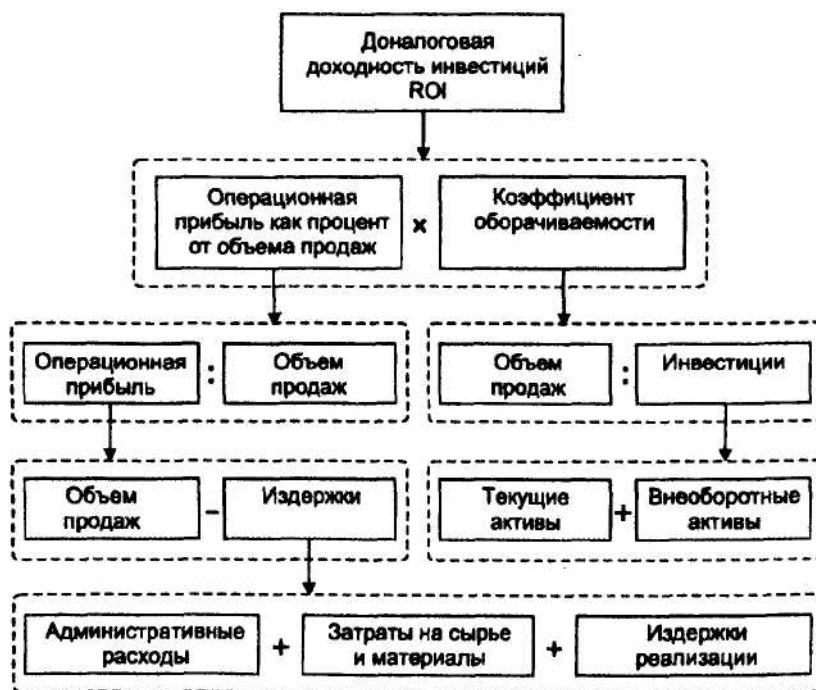 Доналоговая
доходность инвестиций
ROI
Операционная
прибыль как процент
от объема продаж
x
Коэффициент
оборачиваемости
Операционная
прибыль
:
Объем
продаж
Объем
продаж
:
Инвестиции
Объем
продаж
-
Издержки
Текущие
активы
+
Внеоборотные
активы
Административные
расходы
+
Затраты на сырье
и материалы
+
Издержки
реализации